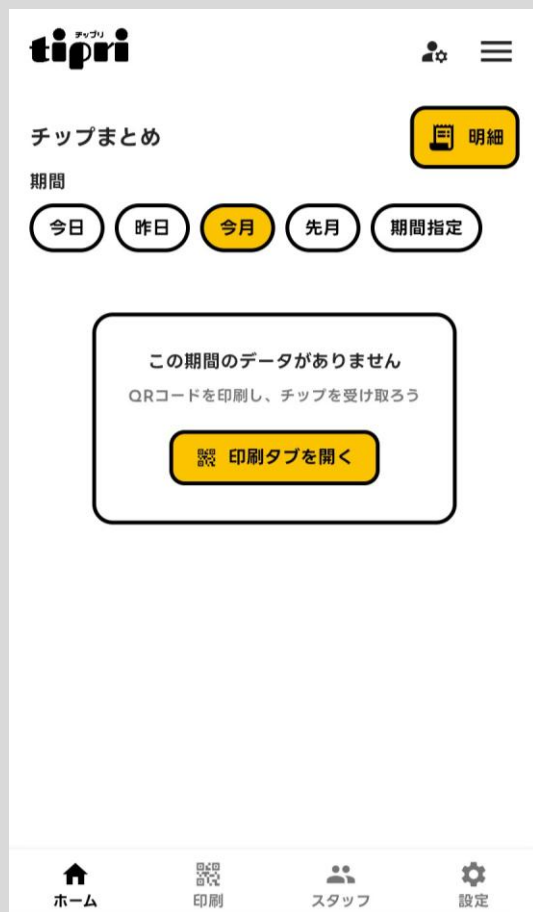 チップリ
tipri
チップまとめ
明細
期間
今日
昨日
今月
先月
期間指定
この期間のデータがありません
QRコードを印刷し、チップを受け取ろう
印刷タブを開く
ホーム
印刷
スタッフ
設定